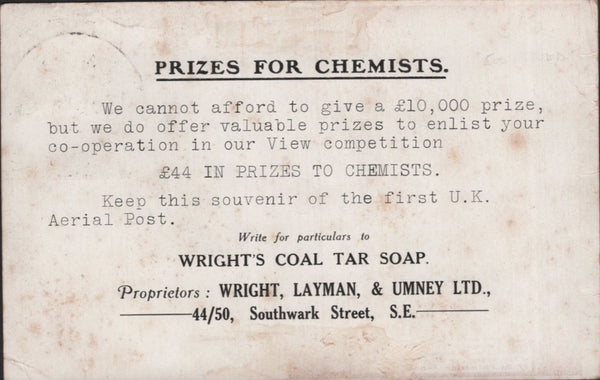 PRIZES FOR CHEMISTS.
We cannot afford to give a £10,000 prize,
but we do offer valuable prizes to enlist your
co-operation in our View competition
£44 IN PRIZES TO CHEMISTS.
Keep this souvenir of the first U.K.
Aerial Post.
Write for particulars to
WRIGHT'S COAL TAR SOAP.
Proprietors : WRIGHT, LAYMAN, & UMNEY LTD.,
44/50, Southwark Street, S.E.